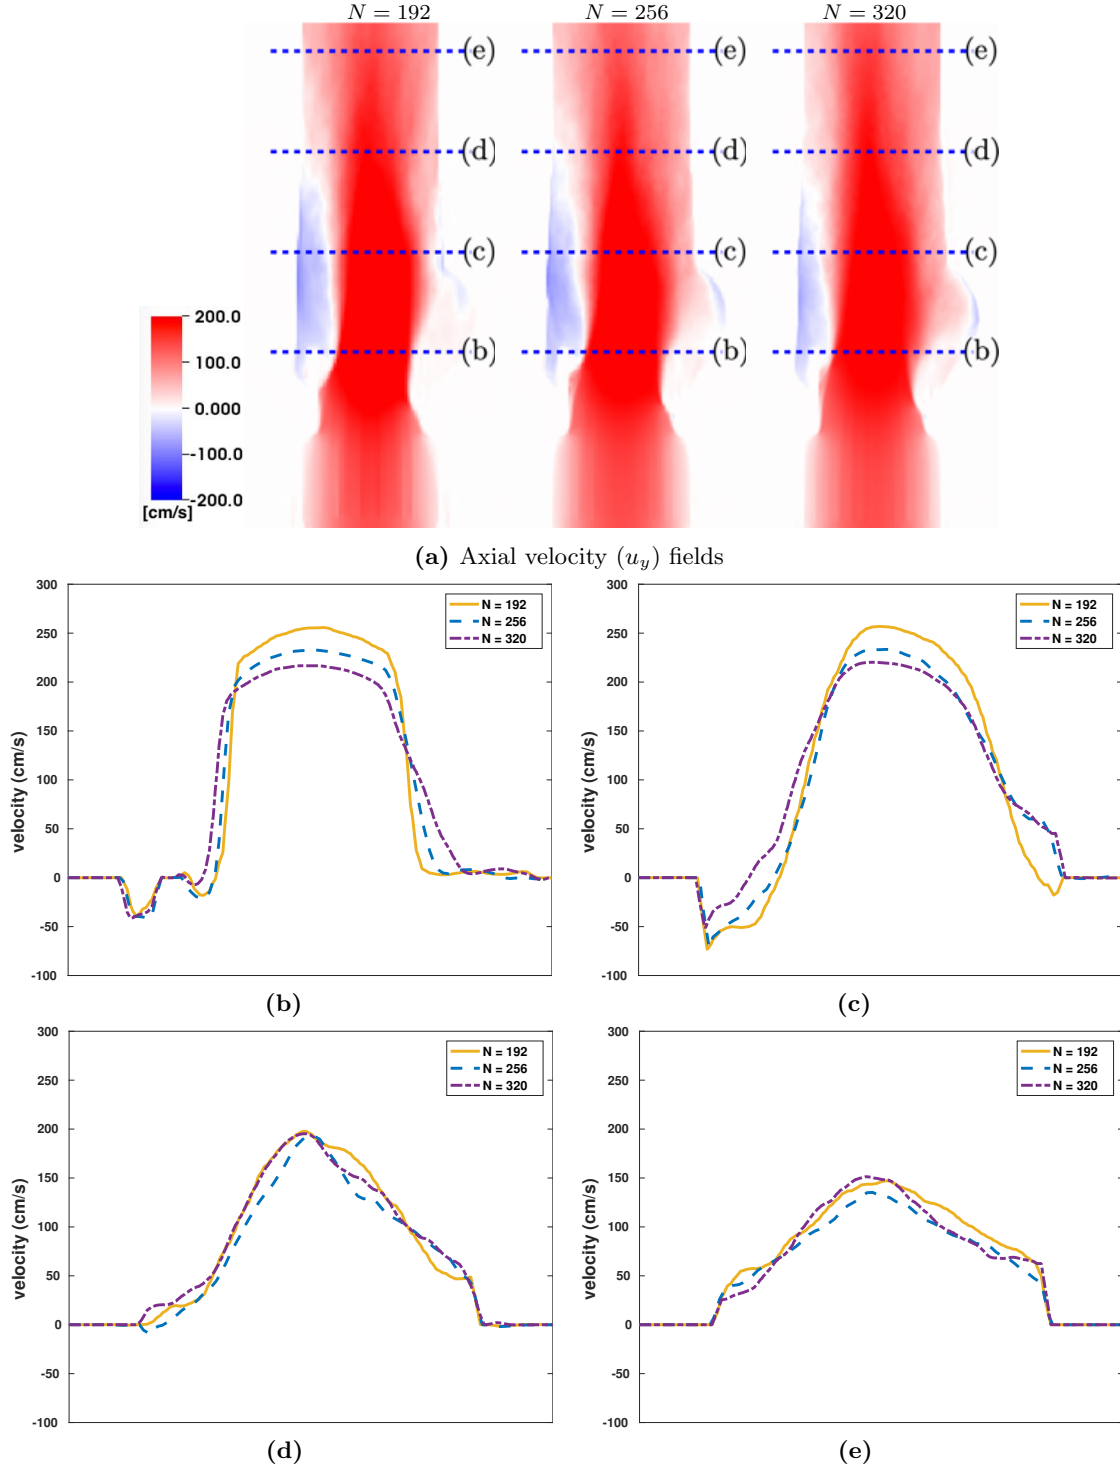 N = 192 N = 256 N = 320
(e) (e) (e)
(d) (d) (d)
(c) (c) (c)
(b) (b) (b)
200.0
100.0
0.000
-100.0
-200.0
[cm/s]
(a) Axial velocity (u_y) fields
300
250
200
150
100
50
0
-50
-100
velocity (cm/s)
N = 192
N = 256
N = 320
(b)
300
250
200
150
100
50
0
-50
-100
velocity (cm/s)
N = 192
N = 256
N = 320
(c)
300
250
200
150
100
50
0
-50
-100
velocity (cm/s)
N = 192
N = 256
N = 320
(d)
300
250
200
150
100
50
0
-50
-100
velocity (cm/s)
N = 192
N = 256
N = 320
(e)